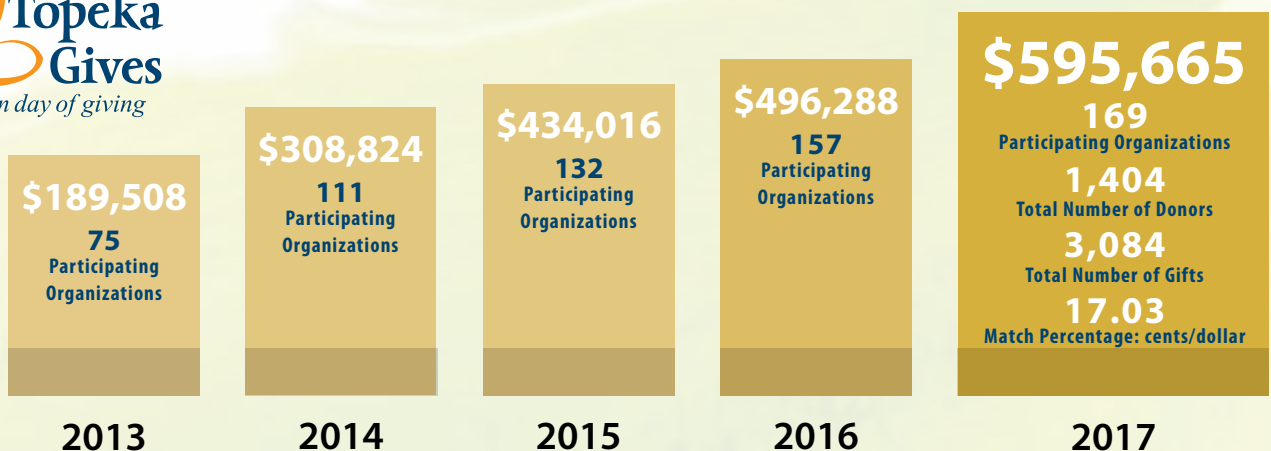 Topeka
Gives
day of giving
$189,508
75
Participating
Organizations
2013
$308,824
111
Participating
Organizations
2014
$434,016
132
Participating
Organizations
2015
$496,288
157
Participating
Organizations
2016
$595,665
169
Participating Organizations
1,404
Total Number of Donors
3,084
Total Number of Gifts
17.03
Match Percentage: cents/dollar
2017